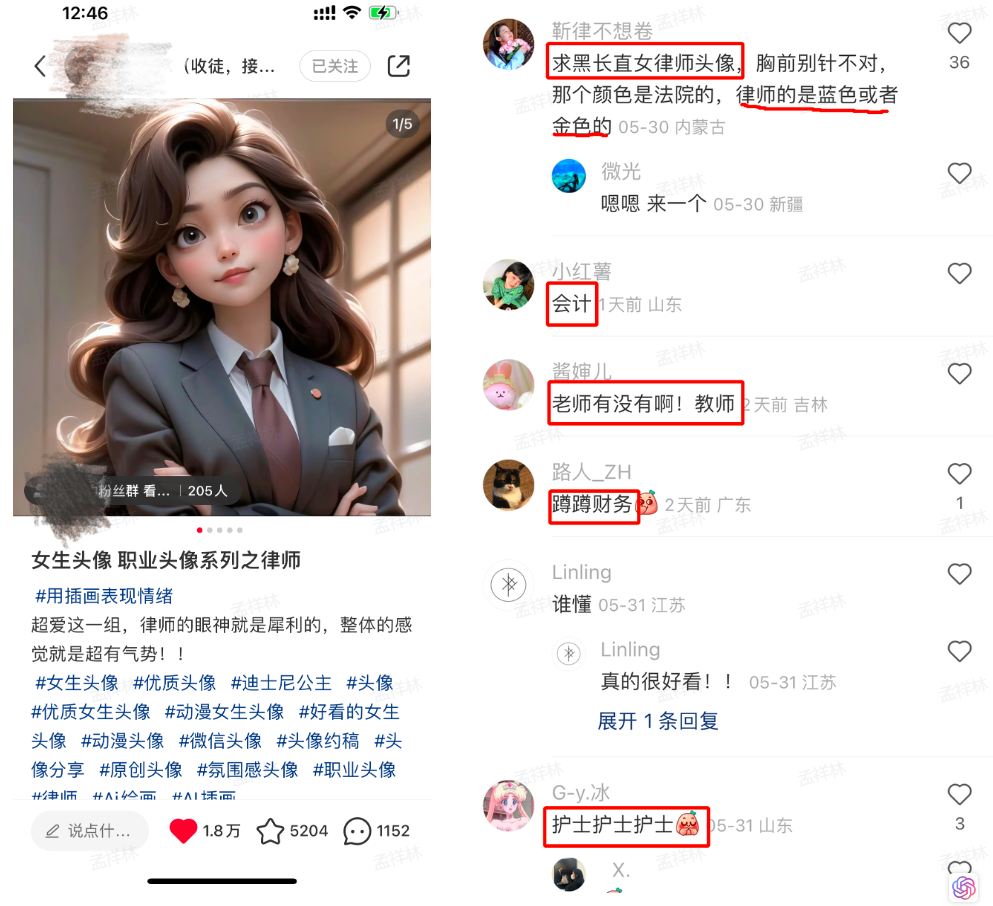 12:46
（收徒，接...
已关注
1/5
粉丝群 看... | 205人
女生头像 职业头像系列之律师
#用插画表现情绪
超爱这一组，律师的眼神就是犀利的，整体的感
觉就是超有气势！！
#女生头像 #优质头像 #迪士尼公主 #头像
#优质女生头像 #动漫女生头像 #好看的女生
头像 #动漫头像 #微信头像 #头像约稿 #头
像分享 #原创头像 #氛围感头像 #职业头像
#律师 #Ai绘画 #AI插画
说点什...
1.8万
5204
1152
靳律不想卷
求黑长直女律师头像，胸前别针不对，
36
那个颜色是法院的，律师的是蓝色或者
金色的 05-30 内蒙古
微光
嗯嗯 来一个 05-30 新疆
小红薯
会计 1天前 山东
酱婶儿
老师有没有啊！教师 2天前 吉林
路人_ZH
蹲蹲财务 2天前 广东
1
Linling
谁懂 05-31 江苏
Linling
真的很好看！！ 05-31 江苏
展开 1 条回复
G-y.冰
护士护士护士 05-31 山东
3
X.
孟祥林